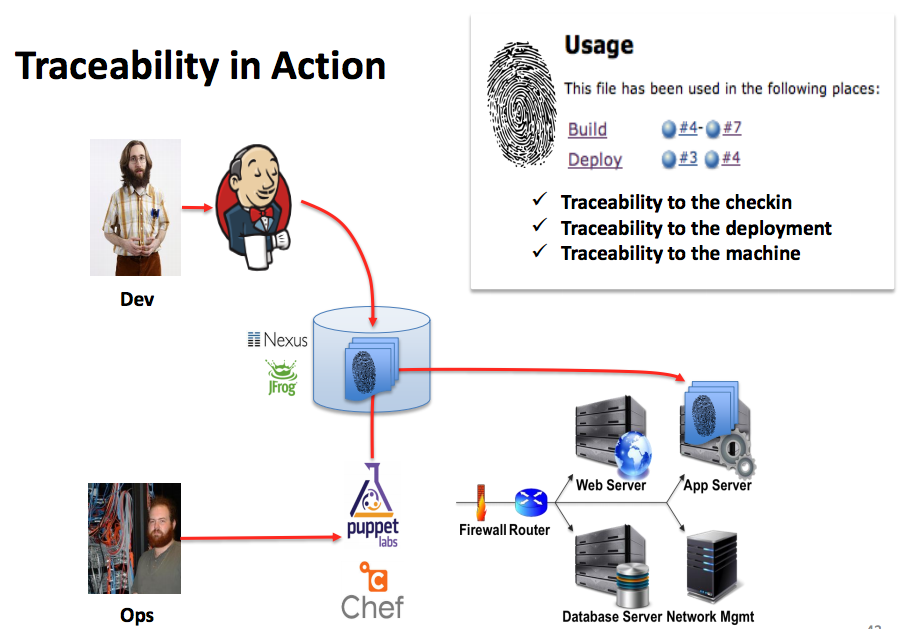 Traceability in Action
Usage
This file has been used in the following places:
Build #4-#7
Deploy #3 #4
✓ Traceability to the checkin
✓ Traceability to the deployment
✓ Traceability to the machine
Dev
Nexus
JFrog
Web Server
App Server
puppet
labs
Firewall Router
Chef
Ops
Database Server Network Mgmt